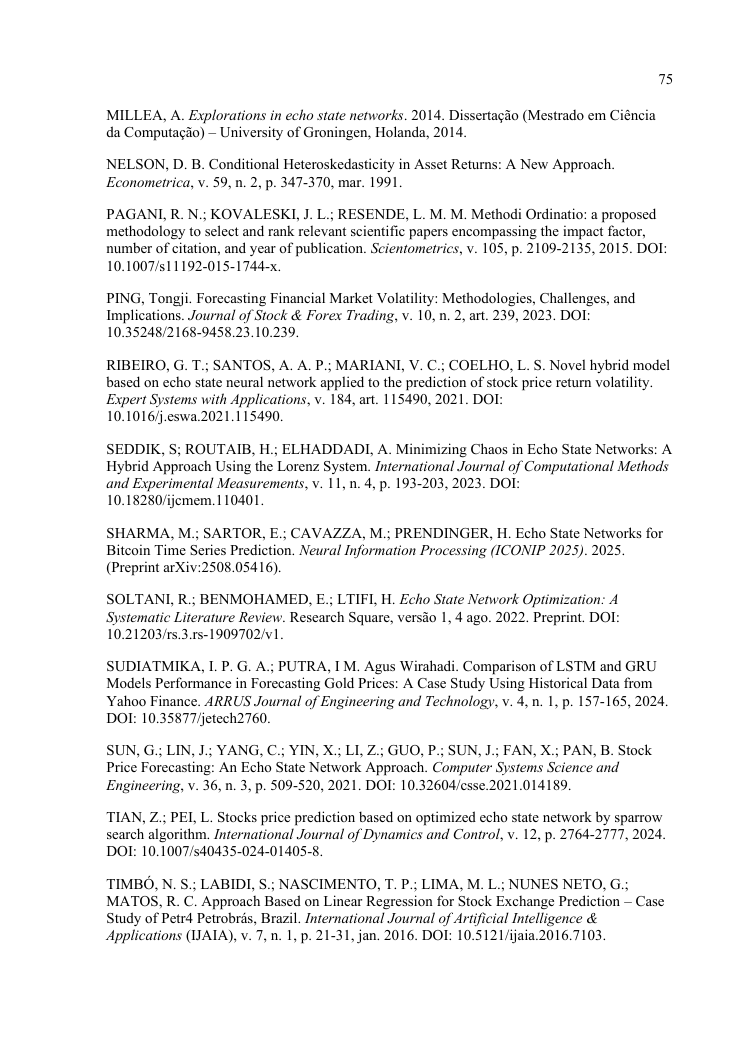 75
MILLEA, A. Explorations in echo state networks. 2014. Dissertação (Mestrado em Ciência
da Computação) – University of Groningen, Holanda, 2014.
NELSON, D. B. Conditional Heteroskedasticity in Asset Returns: A New Approach.
Econometrica, v. 59, n. 2, p. 347-370, mar. 1991.
PAGANI, R. N.; KOVALESKI, J. L.; RESENDE, L. M. M. Methodi Ordinatio: a proposed
methodology to select and rank relevant scientific papers encompassing the impact factor,
number of citation, and year of publication. Scientometrics, v. 105, p. 2109-2135, 2015. DOI:
10.1007/s11192-015-1744-x.
PING, Tongji. Forecasting Financial Market Volatility: Methodologies, Challenges, and
Implications. Journal of Stock & Forex Trading, v. 10, n. 2, art. 239, 2023. DOI:
10.35248/2168-9458.23.10.239.
RIBEIRO, G. T.; SANTOS, A. A. P.; MARIANI, V. C.; COELHO, L. S. Novel hybrid model
based on echo state neural network applied to the prediction of stock price return volatility.
Expert Systems with Applications, v. 184, art. 115490, 2021. DOI:
10.1016/j.eswa.2021.115490.
SEDDIK, S; ROUTAIB, H.; ELHADDADI, A. Minimizing Chaos in Echo State Networks: A
Hybrid Approach Using the Lorenz System. International Journal of Computational Methods
and Experimental Measurements, v. 11, n. 4, p. 193-203, 2023. DOI:
10.18280/ijcmem.110401.
SHARMA, M.; SARTOR, E.; CAVAZZA, M.; PRENDINGER, H. Echo State Networks for
Bitcoin Time Series Prediction. Neural Information Processing (ICONIP 2025). 2025.
(Preprint arXiv:2508.05416).
SOLTANI, R.; BENMOHAMED, E.; LTIFI, H. Echo State Network Optimization: A
Systematic Literature Review. Research Square, versão 1, 4 ago. 2022. Preprint. DOI:
10.21203/rs.3.rs-1909702/v1.
SUDIATMIKA, I. P. G. A.; PUTRA, I M. Agus Wirahadi. Comparison of LSTM and GRU
Models Performance in Forecasting Gold Prices: A Case Study Using Historical Data from
Yahoo Finance. ARRUS Journal of Engineering and Technology, v. 4, n. 1, p. 157-165, 2024.
DOI: 10.35877/jetech2760.
SUN, G.; LIN, J.; YANG, C.; YIN, X.; LI, Z.; GUO, P.; SUN, J.; FAN, X.; PAN, B. Stock
Price Forecasting: An Echo State Network Approach. Computer Systems Science and
Engineering, v. 36, n. 3, p. 509-520, 2021. DOI: 10.32604/csse.2021.014189.
TIAN, Z.; PEI, L. Stocks price prediction based on optimized echo state network by sparrow
search algorithm. International Journal of Dynamics and Control, v. 12, p. 2764-2777, 2024.
DOI: 10.1007/s40435-024-01405-8.
TIMBÓ, N. S.; LABIDI, S.; NASCIMENTO, T. P.; LIMA, M. L.; NUNES NETO, G.;
MATOS, R. C. Approach Based on Linear Regression for Stock Exchange Prediction – Case
Study of Petr4 Petrobrás, Brazil. International Journal of Artificial Intelligence &
Applications (IJAIA), v. 7, n. 1, p. 21-31, jan. 2016. DOI: 10.5121/ijaia.2016.7103.